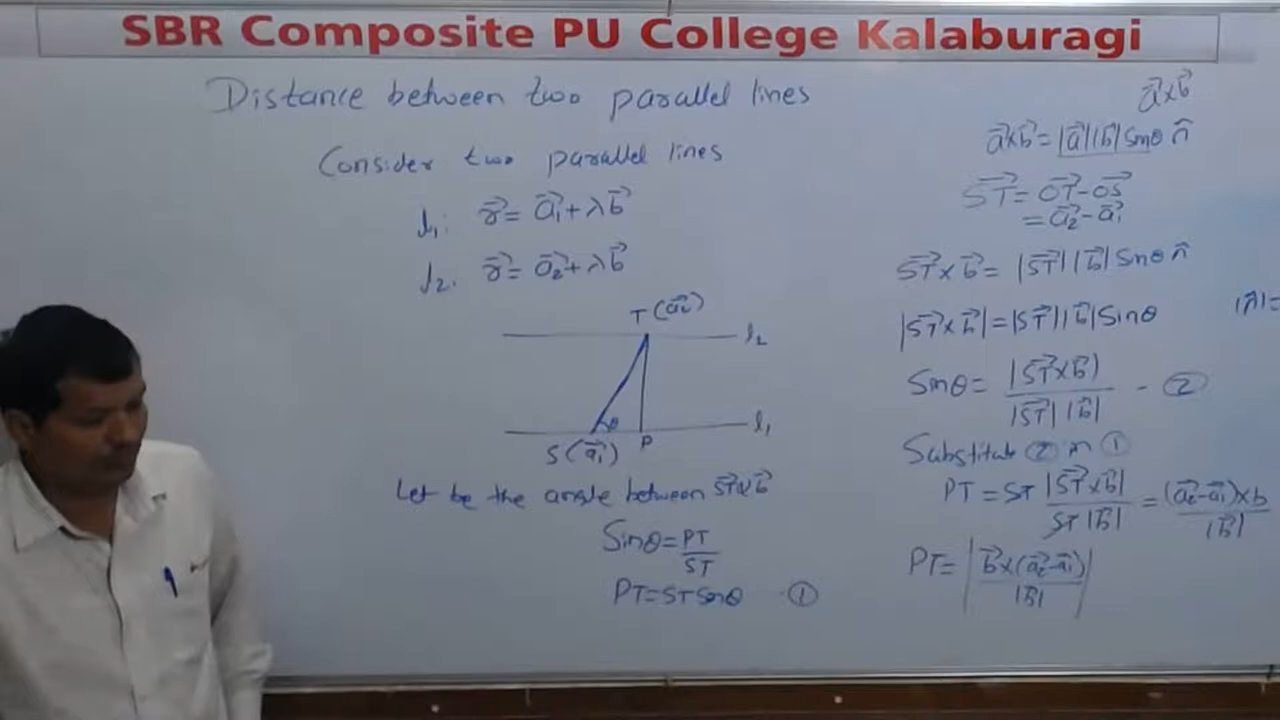 SBR Composite PU College Kalaburagi
Distance between two parallel lines
Consider two parallel lines
l₁: r⃗ = a⃗₁ + λb⃗
l₂. r⃗ = a⃗₂ + λb⃗
T(a⃗₂)
l₂
θ
l₁
S(a⃗₁) P
Let be the angle between ST⃗ & b⃗
Sinθ = PT/ST
PT = ST Sinθ ①
a⃗×b⃗
a⃗×b⃗ = |a⃗||b⃗| Sinθ n̂
ST⃗ = OT⃗ - OS⃗
= a⃗₂ - a⃗₁
ST⃗×b⃗ = |ST⃗||b⃗| Sinθ n̂
|ST⃗×b⃗| = |ST⃗||b⃗| Sinθ
|n̂| =
Sinθ = |ST⃗×b⃗| / |ST⃗||b⃗| - ②
Substitute ② in ①
PT = ST |ST⃗×b⃗| / ST |b⃗| = (a⃗₂-a⃗₁)×b / |b⃗|
PT = | b⃗×(a⃗₂-a⃗₁) / |b⃗| |